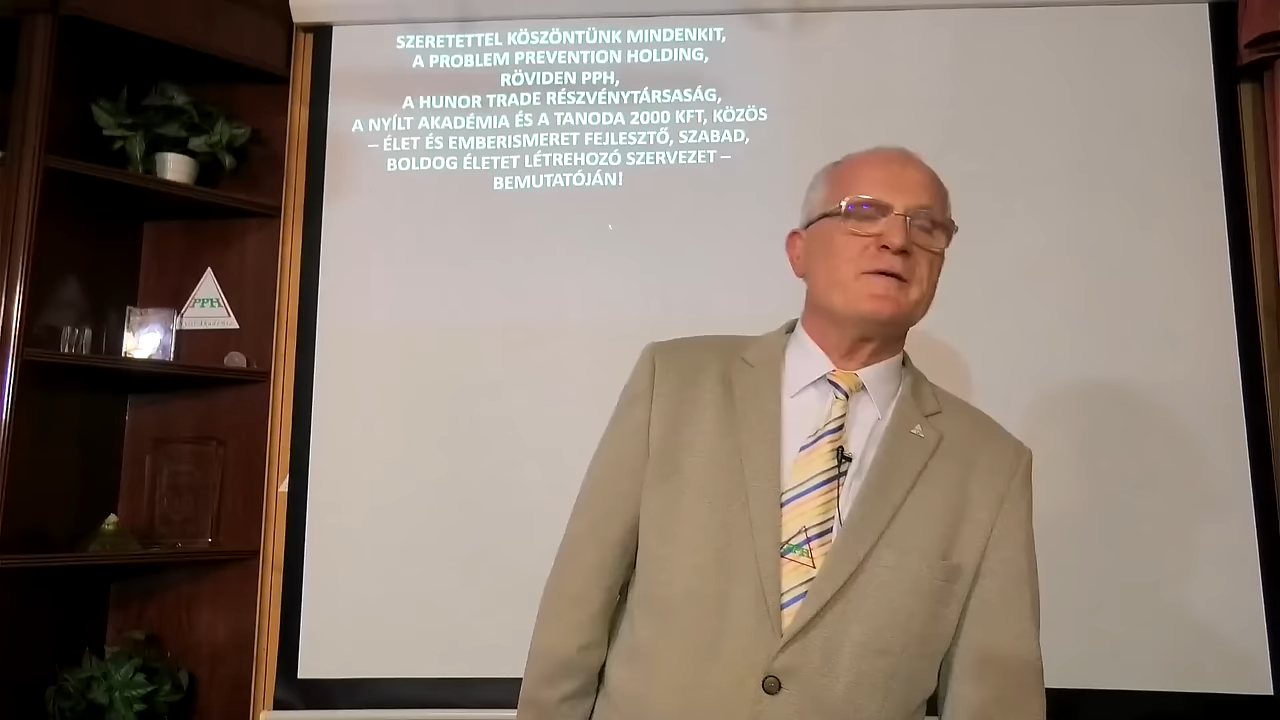 SZERETETTEL KÖSZÖNTÜNK MINDENKIT,
A PROBLEM PREVENTION HOLDING,
RÖVIDEN PPH,
A HUNOR TRADE RÉSZVÉNYTÁRSASÁG,
A NYÍLT AKADÉMIA ÉS A TANODA 2000 KFT, KÖZÖS
– ÉLET ÉS EMBERISMERET FEJLESZTŐ, SZABAD,
BOLDOG ÉLETET LÉTREHOZÓ SZERVEZET –
BEMUTATÓJÁN!
PPH
PPH